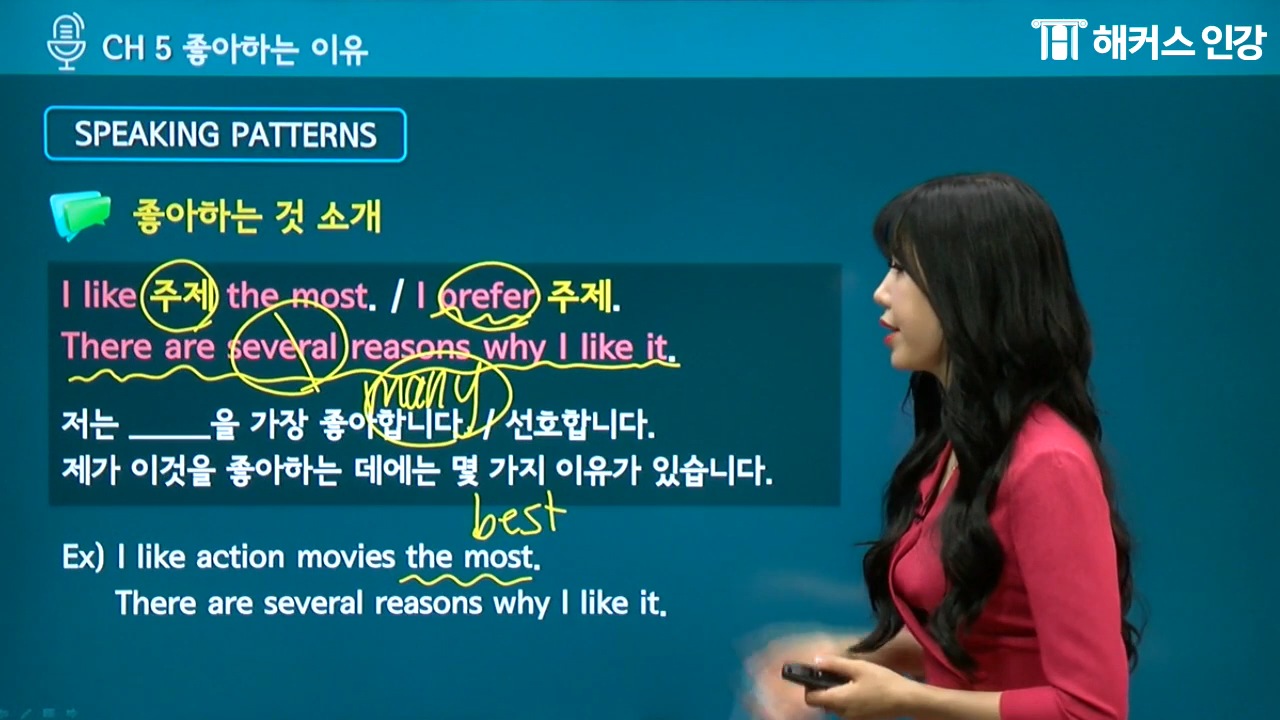 CH 5 좋아하는 이유
해커스 인강
SPEAKING PATTERNS
좋아하는 것 소개
I like 주제 the most. / I prefer 주제.
There are several reasons why I like it.
many
저는 _____을 가장 좋아합니다. / 선호합니다.
제가 이것을 좋아하는 데에는 몇 가지 이유가 있습니다.
best
Ex) I like action movies the most.
There are several reasons why I like it.